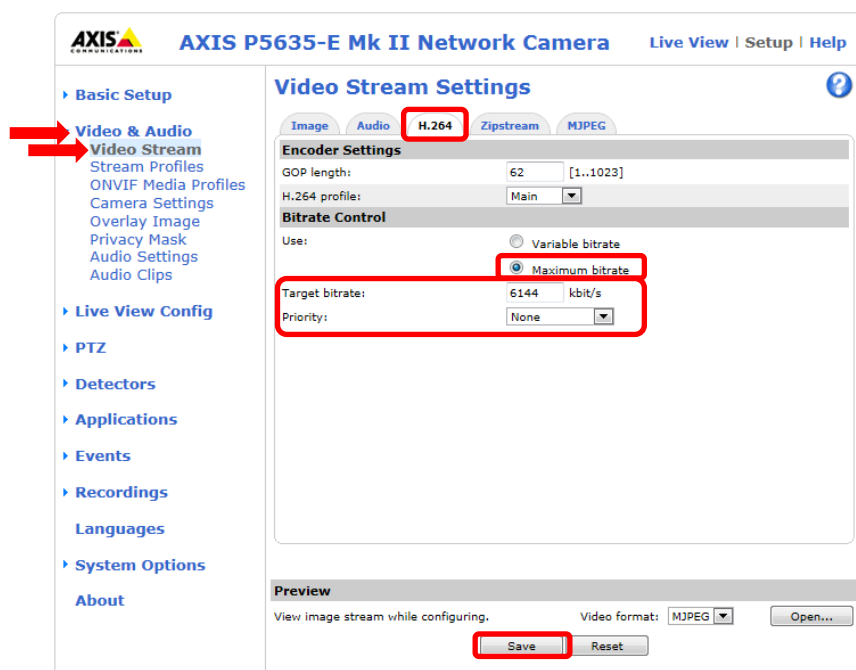 AXIS
COMMUNICATIONS
AXIS P5635-E Mk II Network Camera
Live View | Setup | Help
Basic Setup
Video & Audio
Video Stream
Stream Profiles
ONVIF Media Profiles
Camera Settings
Overlay Image
Privacy Mask
Audio Settings
Audio Clips
Live View Config
PTZ
Detectors
Applications
Events
Recordings
Languages
System Options
About
Video Stream Settings
?
Image Audio H.264 Zipstream MJPEG
Encoder Settings
GOP length: 62 [1..1023]
H.264 profile: Main
Bitrate Control
Use: Variable bitrate
Maximum bitrate
Target bitrate: 6144 kbit/s
Priority: None
Preview
View image stream while configuring. Video format: MJPEG Open...
Save Reset